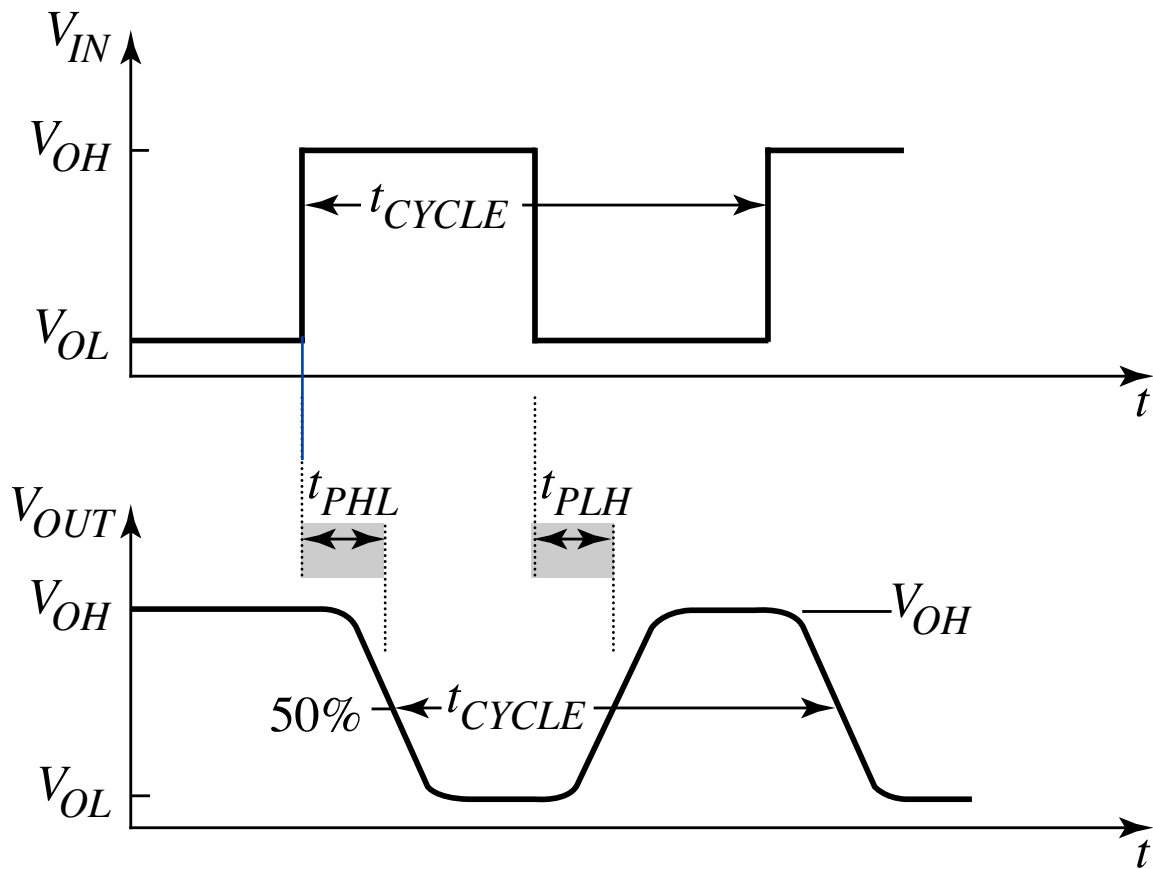 V_IN
V_OH
t_CYCLE
V_OL
t
t_PHL
t_PLH
V_OUT
V_OH
V_OH
50%
t_CYCLE
V_OL
t